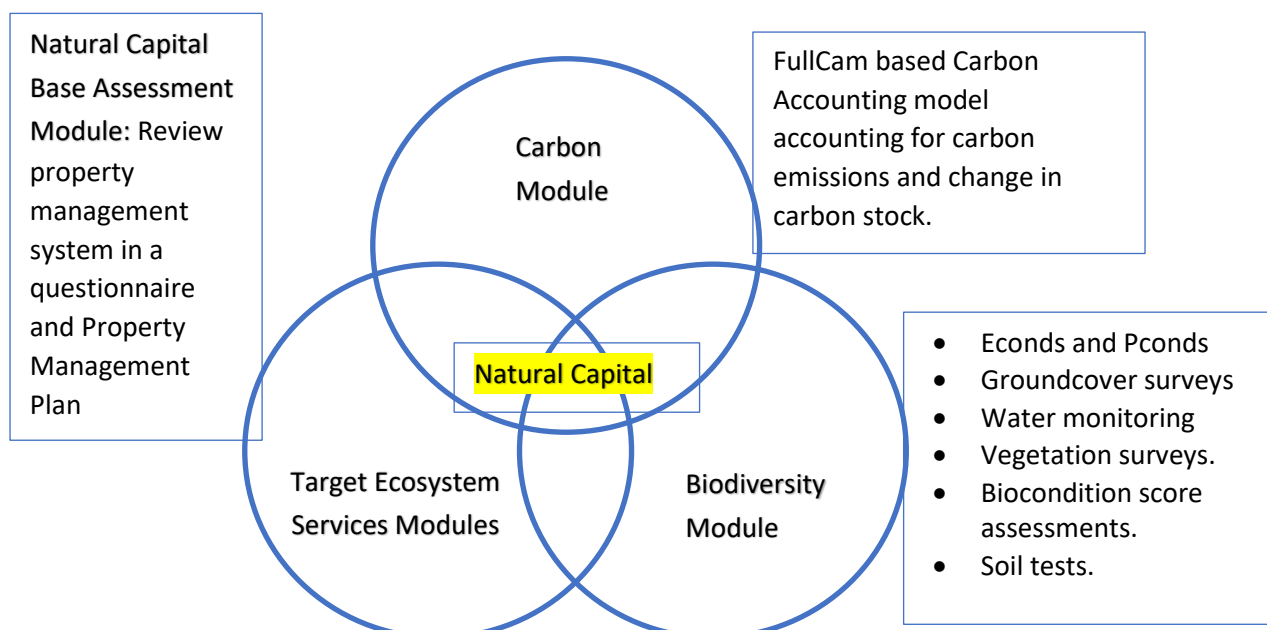 Natural Capital
Base Assessment
Module: Review
property
management
system in a
questionnaire
and Property
Management
Plan
Carbon
Module
FullCam based Carbon
Accounting model
accounting for carbon
emissions and change in
carbon stock.
Natural Capital
Target Ecosystem
Services Modules
Biodiversity
Module
• Econds and Pconds
• Groundcover surveys
• Water monitoring
• Vegetation surveys.
• Biocondition score
assessments.
• Soil tests.